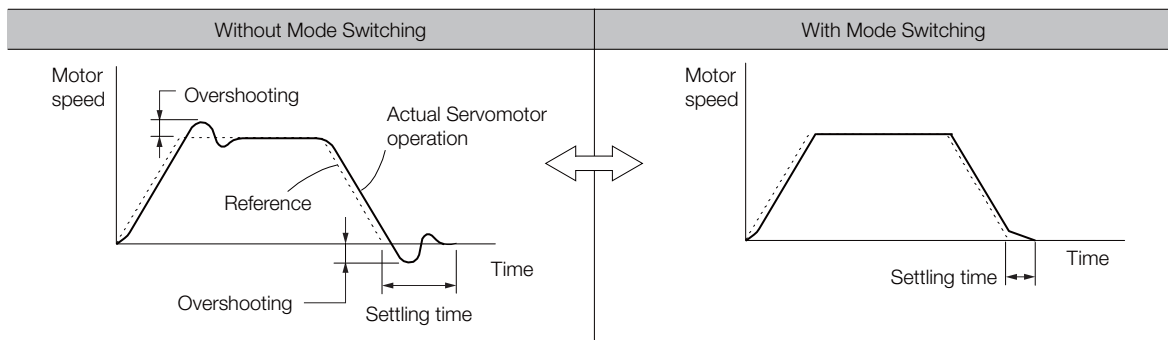 Without Mode Switching
With Mode Switching
Motor
speed
Overshooting
Actual Servomotor
operation
Reference
Time
Overshooting
Settling time
Motor
speed
Time
Settling time